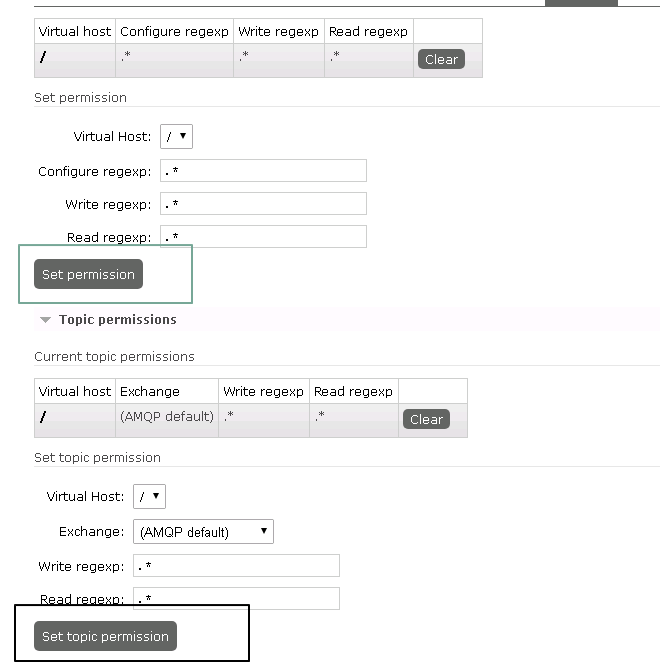 Virtual host Configure regexp Write regexp Read regexp
/ .* .* .* Clear
Set permission
Virtual Host: /
Configure regexp: .*
Write regexp: .*
Read regexp: .*
Set permission
Topic permissions
Current topic permissions
Virtual host Exchange Write regexp Read regexp
/ (AMQP default) .* .* Clear
Set topic permission
Virtual Host: /
Exchange: (AMQP default)
Write regexp: .*
Read regexp: .*
Set topic permission